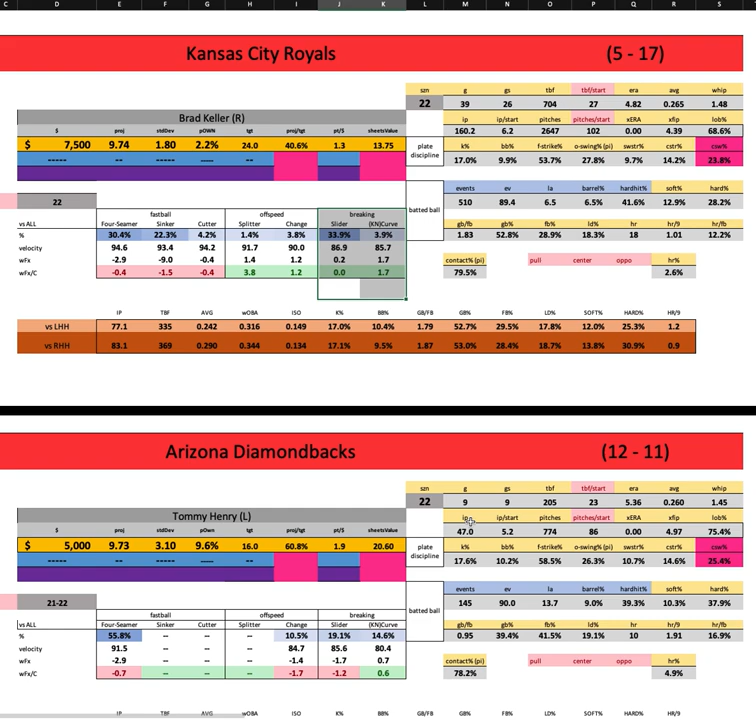 C D E F G H I J K L M N O P Q R S
Kansas City Royals (5 - 17)
szn g gs tbf tbf/start era avg whip
22 39 26 704 27 4.82 0.265 1.48
Brad Keller (R) ip ip/start pitches pitches/start xERA xfip lob%
$ proj stdDev pOWN tgt proj/tgt pt/$ sheetsValue 160.2 6.2 2647 102 0.00 4.39 68.6%
$ 7,500 9.74 1.80 2.2% 24.0 40.6% 1.3 13.75 plate discipline k% bb% f-strike% o-swing% (pi) swstr% cstr% csw%
----- -- ----- ----- -- 17.0% 9.9% 53.7% 27.8% 9.7% 14.2% 23.8%
events ev la barrel% hardhit% soft% hard%
22 510 89.4 6.5 6.5% 41.6% 12.9% 28.2%
fastball offspeed breaking batted ball
vs ALL Four-Seamer Sinker Cutter Splitter Change Slider (KN)Curve gb/fb gb% fb% ld% hr hr/9 hr/fb
% 30.4% 22.3% 4.2% 1.4% 3.8% 33.9% 3.9% 1.83 52.8% 28.9% 18.3% 18 1.01 12.2%
velocity 94.6 93.4 94.2 91.7 90.0 86.9 85.7
wFx -2.9 -9.0 -0.4 1.4 1.2 0.2 1.7 contact% (pi) pull center oppo hr%
wFx/C -0.4 -1.5 -0.4 3.8 1.2 0.0 1.7 79.5% 2.6%
IP TBF AVG wOBA ISO K% BB% GB/FB GB% FB% LD% SOFT% HARD% HR/9
vs LHH 77.1 335 0.242 0.316 0.149 17.0% 10.4% 1.79 52.7% 29.5% 17.8% 12.0% 25.3% 1.2
vs RHH 83.1 369 0.290 0.344 0.134 17.1% 9.5% 1.87 53.0% 28.4% 18.7% 13.8% 30.9% 0.9
Arizona Diamondbacks (12 - 11)
szn g gs tbf tbf/start era avg whip
22 9 9 205 23 5.36 0.260 1.45
Tommy Henry (L) ip ip/start pitches pitches/start xERA xfip lob%
$ proj stdDev pOwn tgt proj/tgt pt/$ sheetsValue 47.0 5.2 774 86 0.00 4.97 75.4%
$ 5,000 9.73 3.10 9.6% 16.0 60.8% 1.9 20.60 plate discipline k% bb% f-strike% o-swing% (pi) swstr% cstr% csw%
----- -- ----- ----- -- 17.6% 10.2% 58.5% 26.3% 10.7% 14.6% 25.4%
events ev la barrel% hardhit% soft% hard%
21-22 145 90.0 13.7 9.0% 39.3% 10.3% 37.9%
fastball offspeed breaking batted ball
vs ALL Four-Seamer Sinker Cutter Splitter Change Slider (KN)Curve gb/fb gb% fb% ld% hr hr/9 hr/fb
% 55.8% -- -- -- 10.5% 19.1% 14.6% 0.95 39.4% 41.5% 19.1% 10 1.91 16.9%
velocity 91.5 -- -- -- 84.7 85.6 80.4
wFx -2.9 -- -- -- -1.4 -1.7 0.7 contact% (pi) pull center oppo hr%
wFx/C -0.7 -- -- -- -1.7 -1.2 0.6 78.2% 4.9%
IP TBF AVG wOBA ISO K% BB% GB/FB GB% FB% LD% SOFT% HARD% HR/9